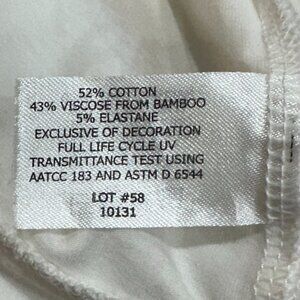 52% COTTON
43% VISCOSE FROM BAMBOO
5% ELASTANE
EXCLUSIVE OF DECORATION
FULL LIFE CYCLE UV
TRANSMITTANCE TEST USING
AATCC 183 AND ASTM D 6544
LOT #58
10131